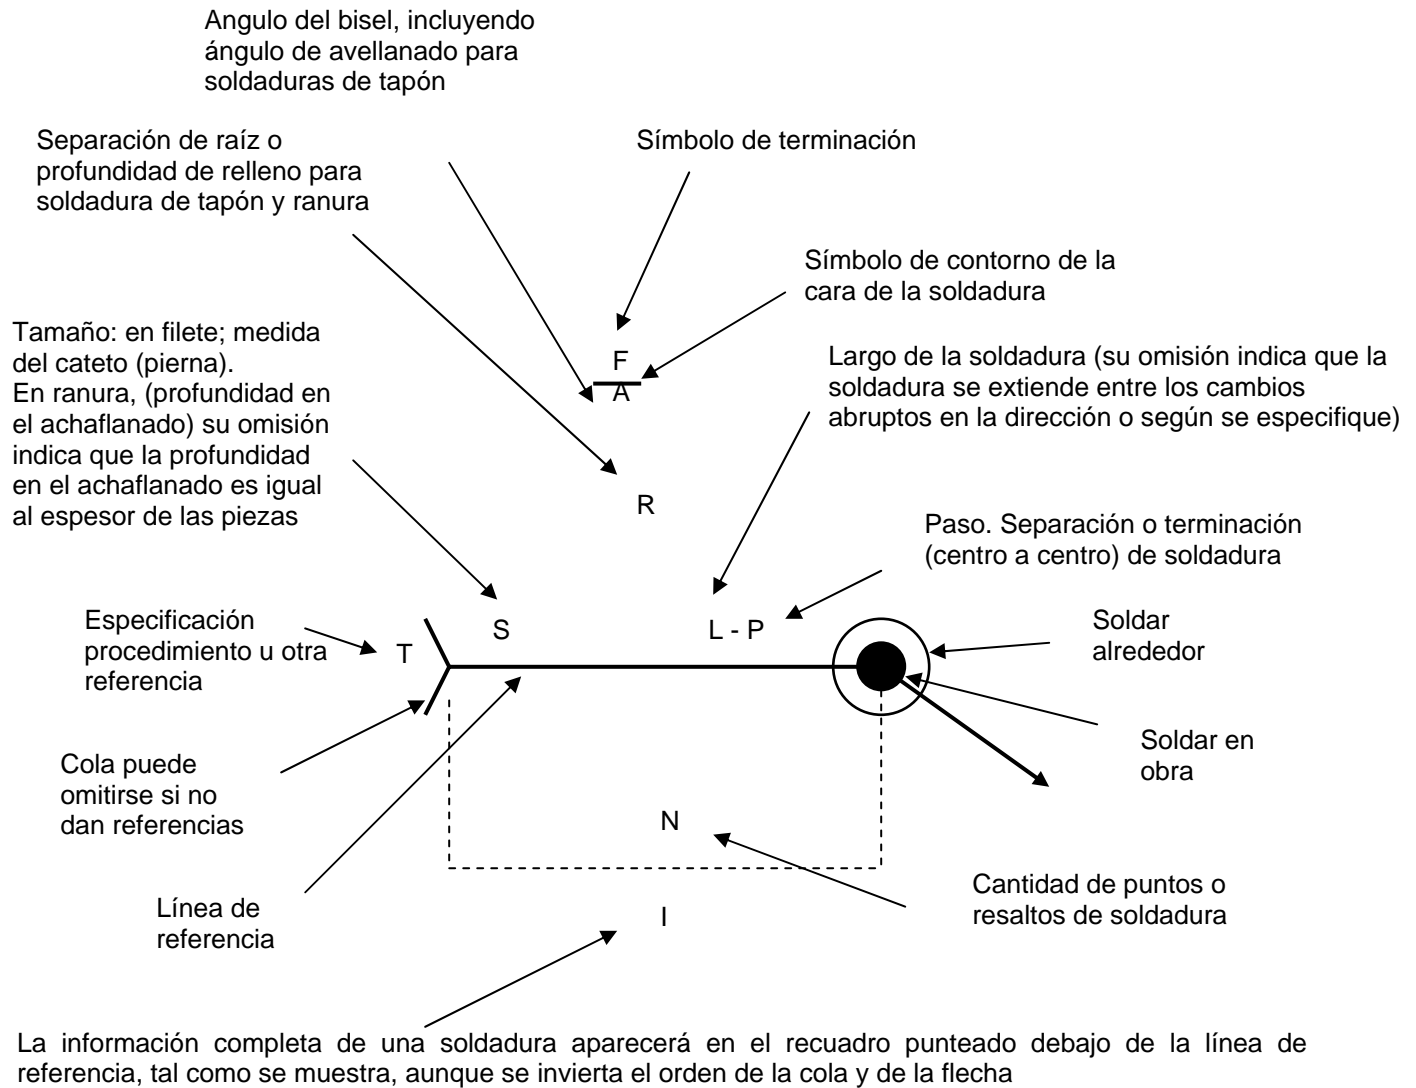 Angulo del bisel, incluyendo
ángulo de avellanado para
soldaduras de tapón
Separación de raíz o
profundidad de relleno para
soldadura de tapón y ranura
Símbolo de terminación
Símbolo de contorno de la
cara de la soldadura
Tamaño: en filete; medida
del cateto (pierna).
En ranura, (profundidad en
el achaflanado) su omisión
indica que la profundidad
en el achaflanado es igual
al espesor de las piezas
F
A
Largo de la soldadura (su omisión indica que la
soldadura se extiende entre los cambios
abruptos en la dirección o según se especifique)
R
Paso. Separación o terminación
(centro a centro) de soldadura
Especificación
procedimiento u otra
referencia
T
S
L - P
Soldar
alrededor
Cola puede
omitirse si no
dan referencias
Soldar en
obra
N
Línea de
referencia
I
Cantidad de puntos o
resaltos de soldadura
La información completa de una soldadura aparecerá en el recuadro punteado debajo de la línea de
referencia, tal como se muestra, aunque se invierta el orden de la cola y de la flecha